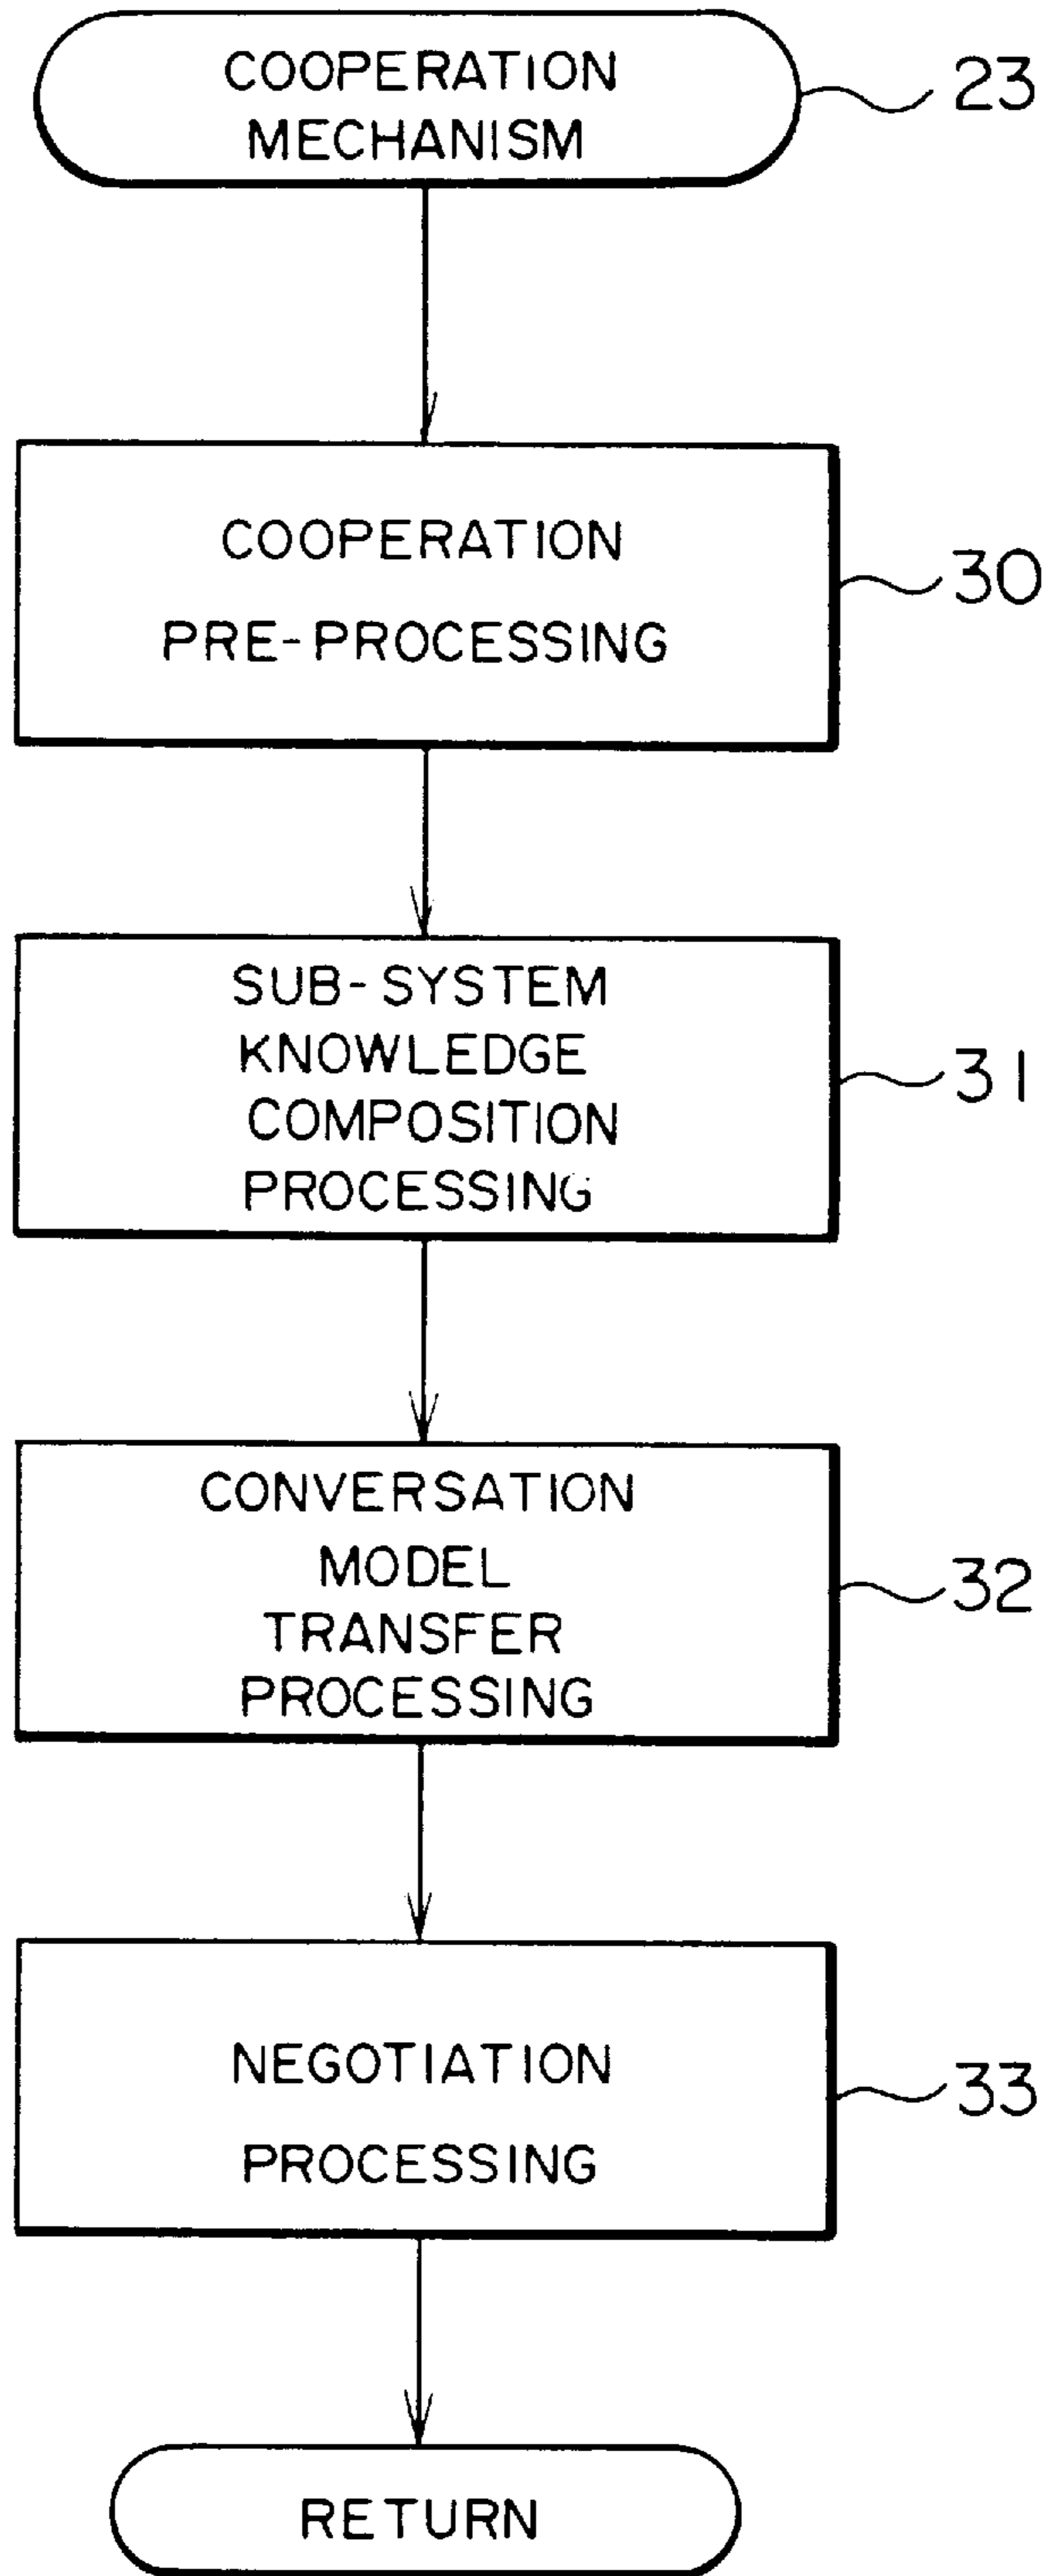 COOPERATION
MECHANISM
23
COOPERATION
PRE-PROCESSING
30
SUB-SYSTEM
KNOWLEDGE
COMPOSITION
PROCESSING
31
CONVERSATION
MODEL
TRANSFER
PROCESSING
32
NEGOTIATION
PROCESSING
33
RETURN